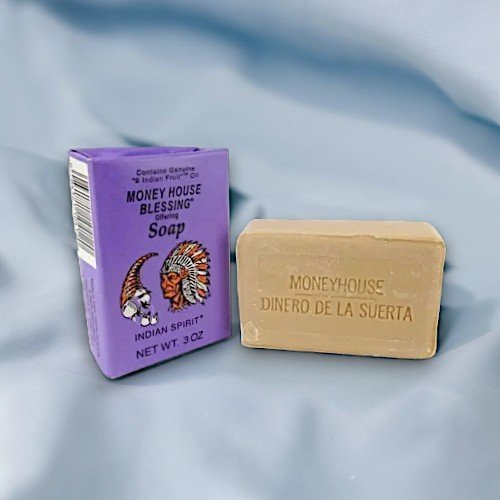 Contains Genuine
"9 Indian Fruit"™ Oil
MONEY HOUSE
BLESSING®
Offering
Soap
INDIAN SPIRIT®
NET WT. 3 OZ
MONEYHOUSE
DINERO DE LA SUERTA